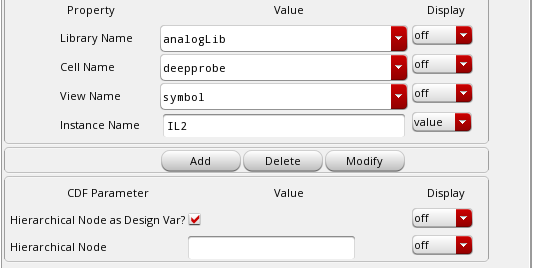 Property Value Display
Library Name analogLib off
Cell Name deepprobe off
View Name symbol off
Instance Name IL2 value
Add Delete Modify
CDF Parameter Value Display
Hierarchical Node as Design Var? off
Hierarchical Node off